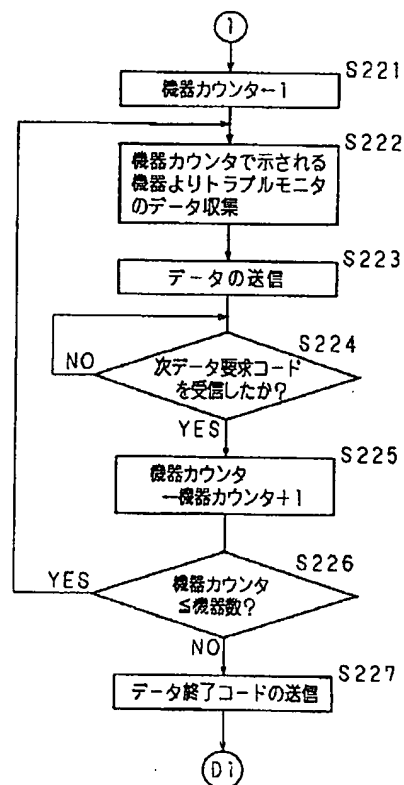 1
S221
機器カウンタ←1
S222
機器カウンタで示される
機器よりトラブルモニタ
のデータ収集
S223
データの送信
S224
NO
次データ要求コード
を受信したか?
YES
S225
機器カウンタ
←機器カウンタ+1
S226
YES
機器カウンタ
≦機器数?
NO
S227
データ終了コードの送信
D1